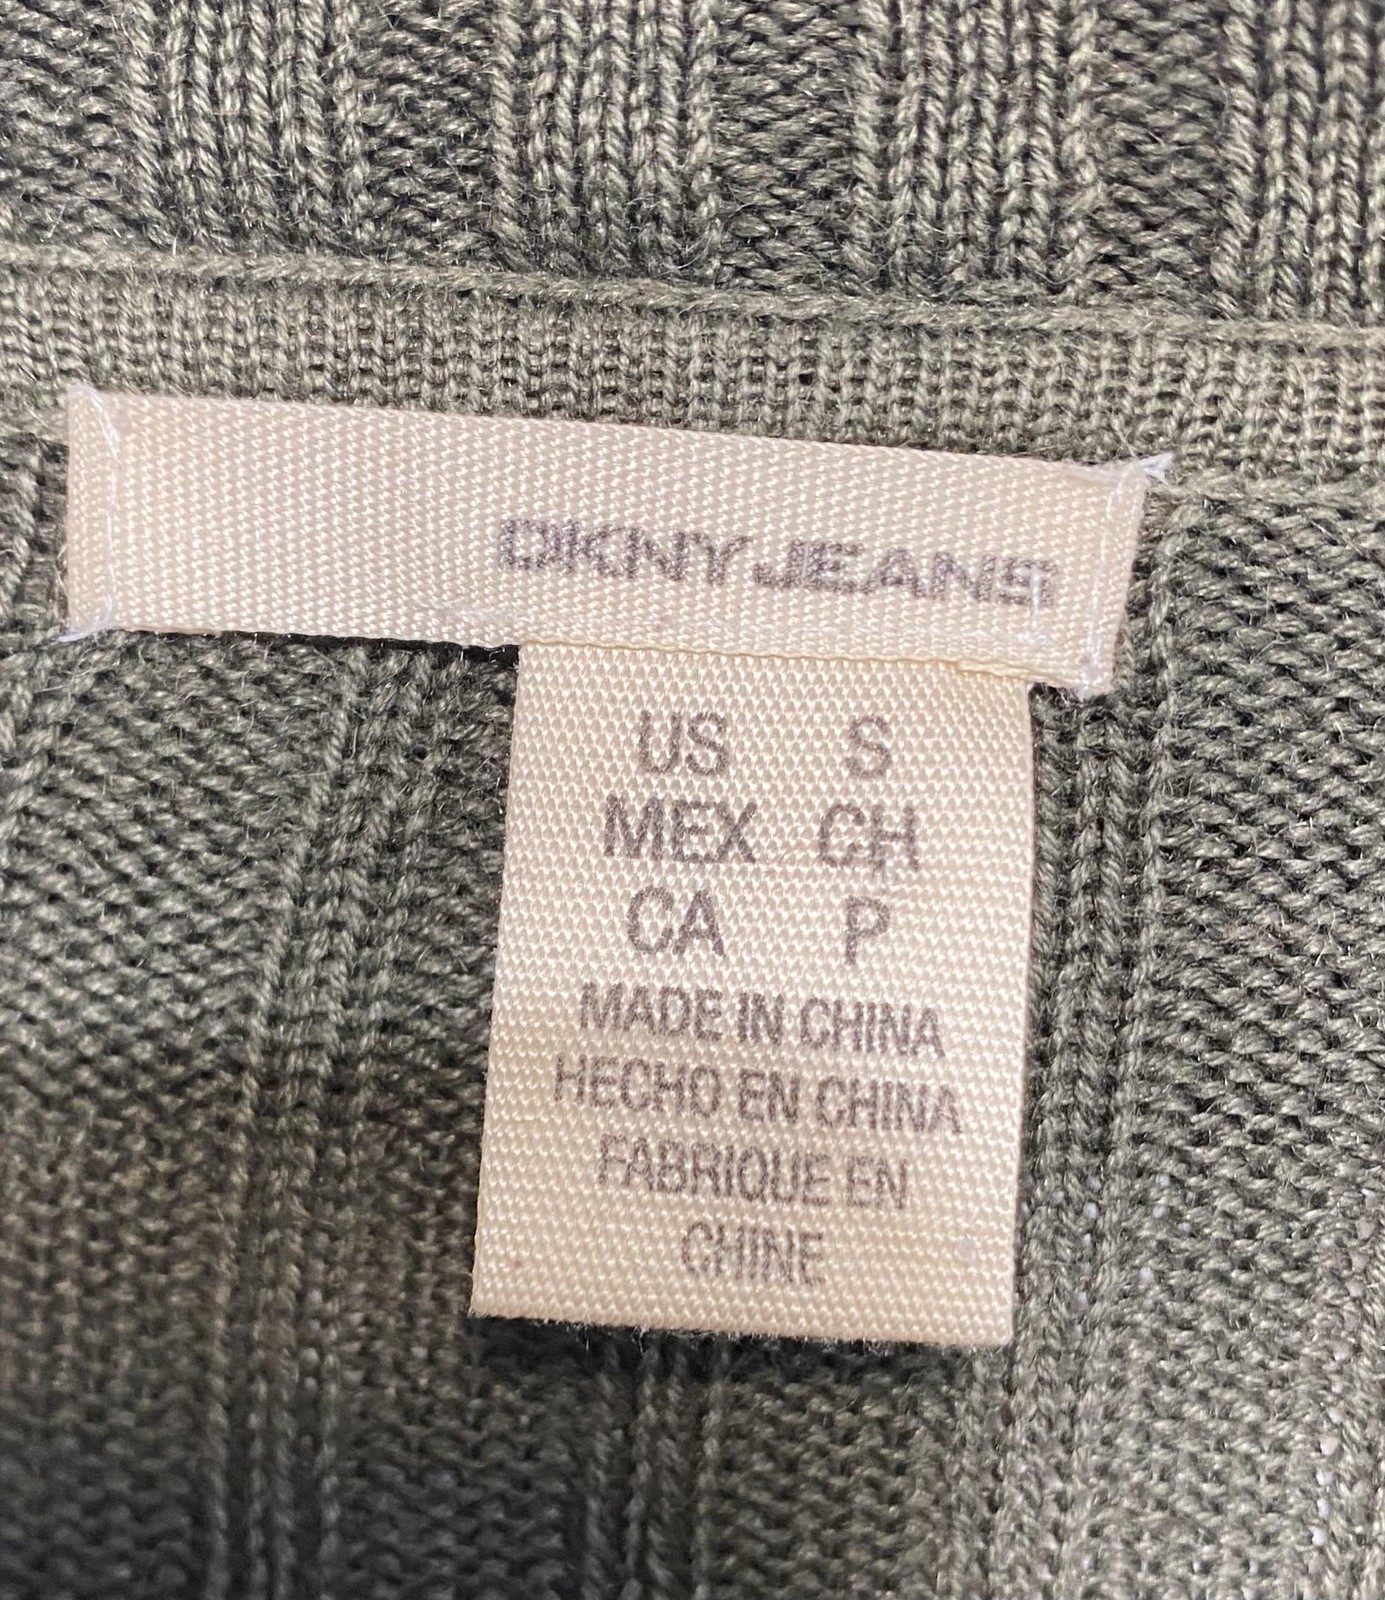 DKNY JEANS
US S
MEX CH
CA P
MADE IN CHINA
HECHO EN CHINA
FABRIQUE EN
CHINE